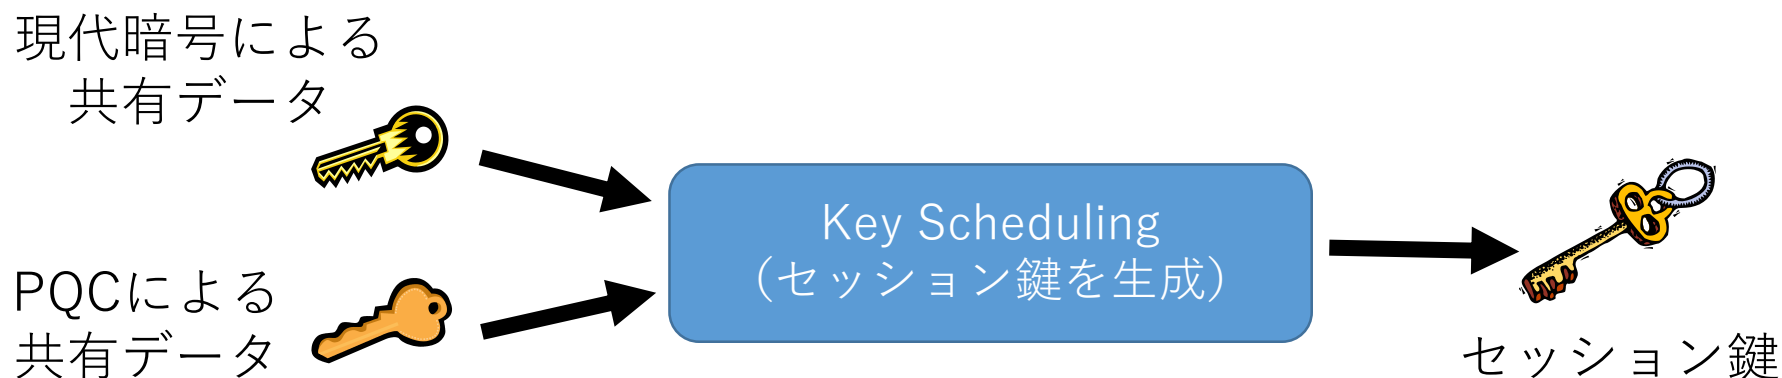 現代暗号による
共有データ
PQCによる
共有データ
Key Scheduling
（セッション鍵を生成）
セッション鍵